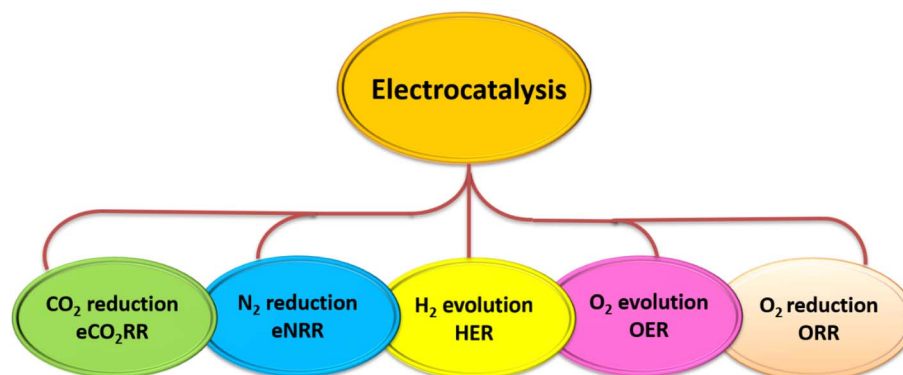 Electrocatalysis
CO₂ reduction
eCO₂RR
N₂ reduction
eNRR
H₂ evolution
HER
O₂ evolution
OER
O₂ reduction
ORR